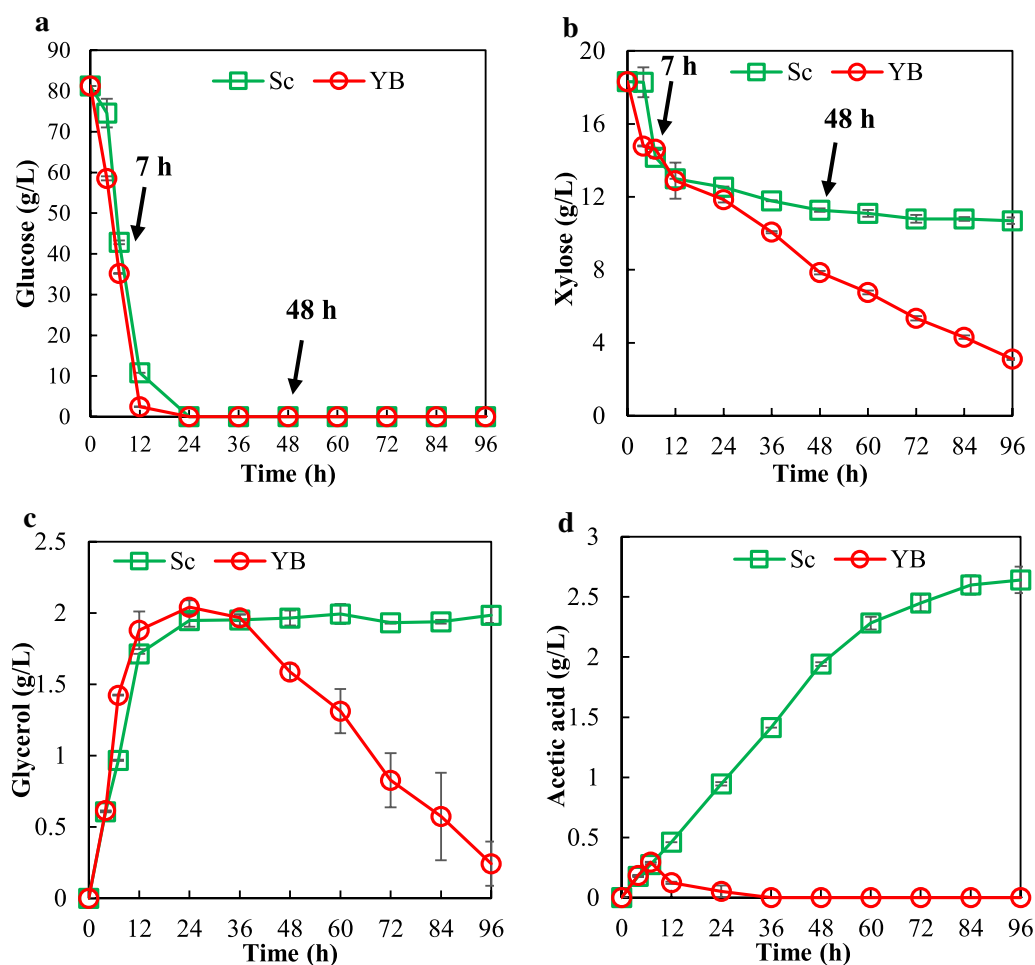 a
Glucose (g/L)
90
80
70
60
50
40
30
20
10
0
Sc YB
7 h
48 h
0 12 24 36 48 60 72 84 96
Time (h)
b
Xylose (g/L)
20
16
12
8
4
0
Sc YB
7 h
48 h
0 12 24 36 48 60 72 84 96
Time (h)
c
Glycerol (g/L)
2.5
2
1.5
1
0.5
0
Sc YB
0 12 24 36 48 60 72 84 96
Time (h)
d
Acetic acid (g/L)
3
2.5
2
1.5
1
0.5
0
Sc YB
0 12 24 36 48 60 72 84 96
Time (h)